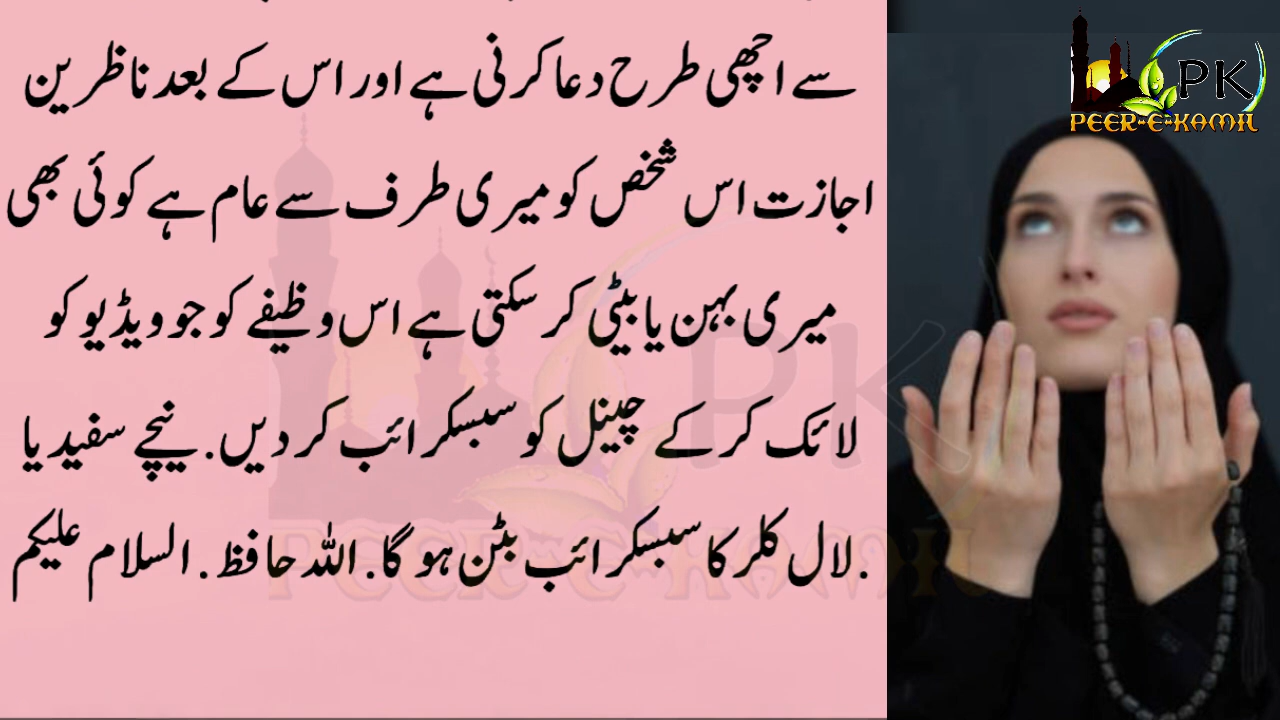 سے اچھی طرح دعا کرنی ہے اور اس کے بعد ناظرین
اجازت اس شخص کو میری طرف سے عام ہے کوئی بھی
میری بہن یا بیٹی کر سکتی ہے اس وظیفے کو جو ویڈیو کو
لائک کر کے چینل کو سبسکرائب کر دیں. نیچے سفید یا
لال کلر کا سبسکرائب بٹن ہو گا. اللہ حافظ. السلام علیکم.
PK
PEER-E-KAMIL
PK
PEER-E-KAMIL